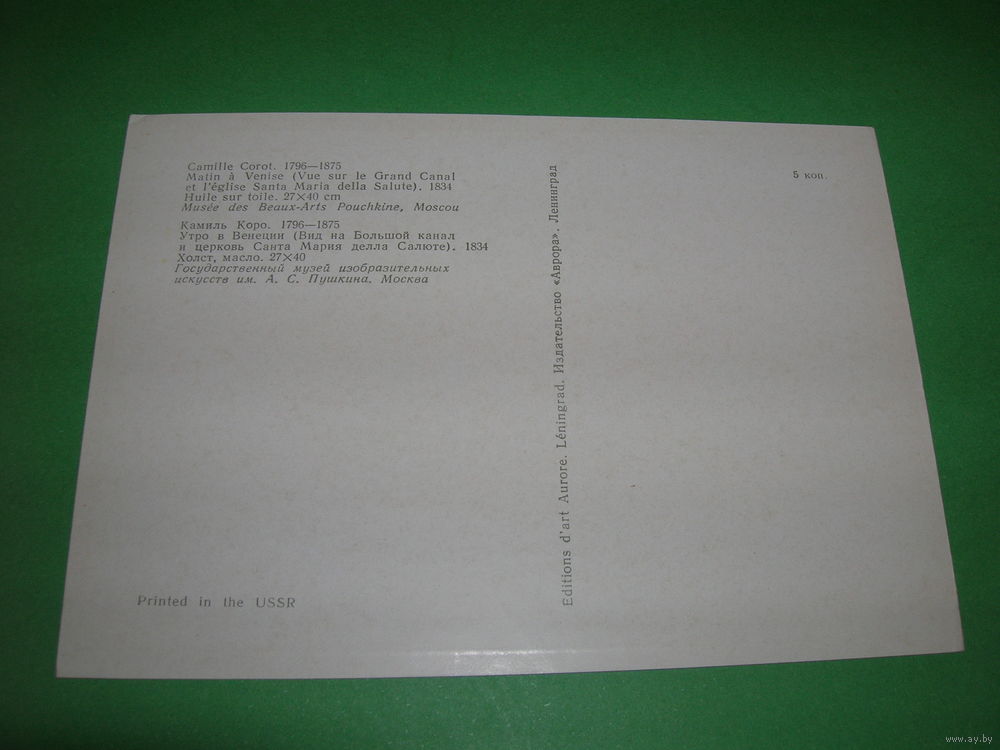 Camille Corot. 1796—1875
Matin à Venise (Vue sur le Grand Canal
et l'église Santa Maria della Salute). 1834
Huile sur toile. 27×40 cm
Musée des Beaux-Arts Pouchkine, Moscou
Камиль Коро. 1796—1875
Утро в Венеции (Вид на Большой канал
и церковь Санта Мария делла Салюте). 1834
Холст, масло. 27×40
Государственный музей изобразительных
искусств им. А. С. Пушкина. Москва
Printed in the USSR
Editions d'art Aurore. Léningrad. Издательство «Аврора». Ленинград
5 коп.
www.ay.by